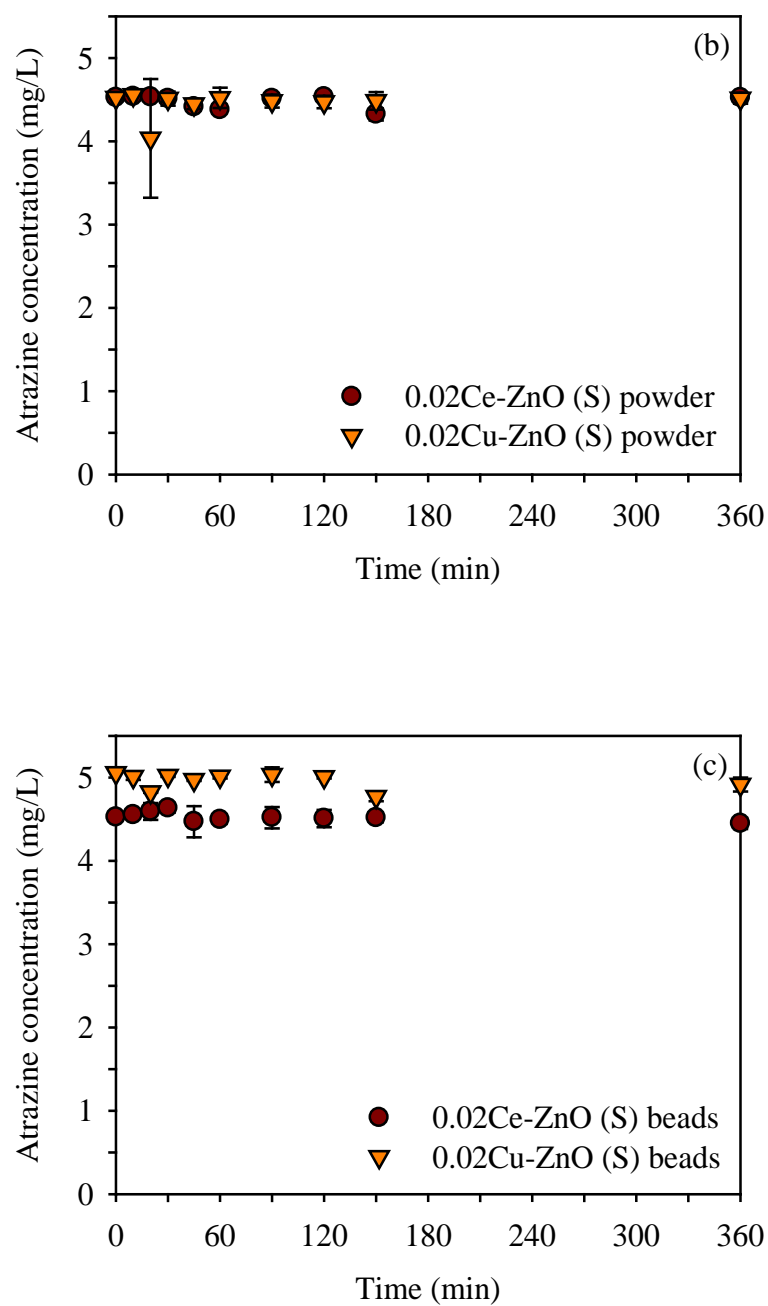 (b)
5
4
3
2
1
0
Atrazine concentration (mg/L)
0.02Ce-ZnO (S) powder
0.02Cu-ZnO (S) powder
0 60 120 180 240 300 360
Time (min)
(c)
5
4
3
2
1
0
Atrazine concentration (mg/L)
0.02Ce-ZnO (S) beads
0.02Cu-ZnO (S) beads
0 60 120 180 240 300 360
Time (min)